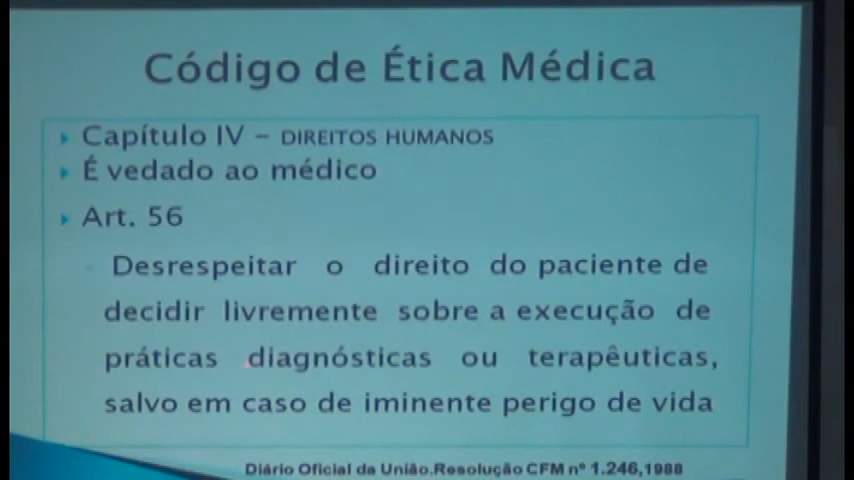 Código de Ética Médica
Capítulo IV – DIREITOS HUMANOS
É vedado ao médico
Art. 56
Desrespeitar o direito do paciente de
decidir livremente sobre a execução de
práticas diagnósticas ou terapêuticas,
salvo em caso de iminente perigo de vida
Diário Oficial da União.Resolução CFM nº 1.246,1988